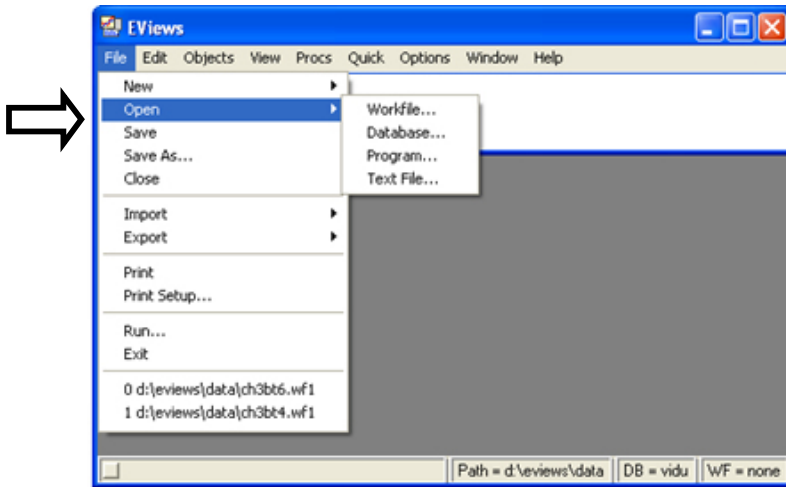 EViews
File Edit Objects View Procs Quick Options Window Help
New
Open
Save
Save As...
Close
Import
Export
Print
Print Setup...
Run...
Exit
0 d:\eviews\data\ch3bt6.wf1
1 d:\eviews\data\ch3bt4.wf1
Workfile...
Database...
Program...
Text File...
Path = d:\eviews\data DB = vidu WF = none